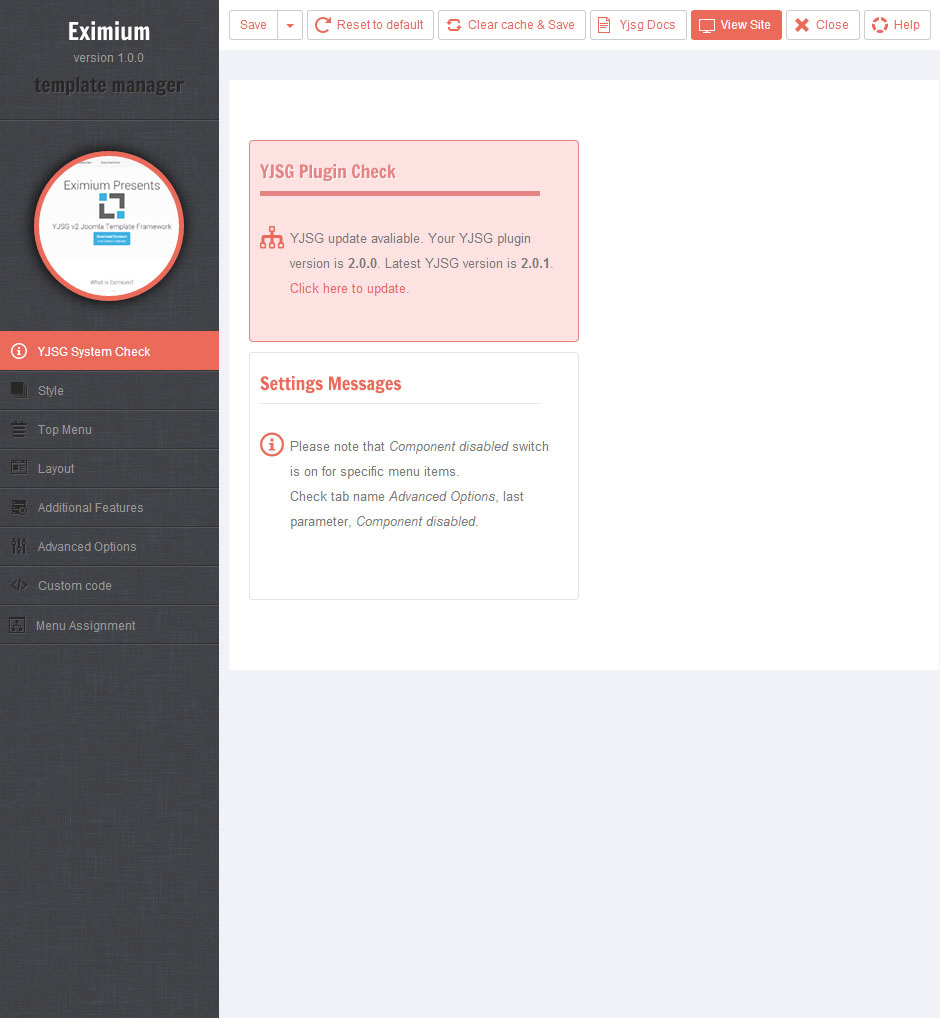 Eximium
version 1.0.0
template manager
Eximium Presents
YJSG v2 Joomla Template Framework
What is Eximium?
YJSG System Check
Style
Top Menu
Layout
Additional Features
Advanced Options
Custom code
Menu Assignment
Save Reset to default Clear cache & Save Yjsg Docs View Site Close Help
YJSG Plugin Check
YJSG update avaliable. Your YJSG plugin
version is 2.0.0. Latest YJSG version is 2.0.1.
Click here to update.
Settings Messages
Please note that Component disabled switch
is on for specific menu items.
Check tab name Advanced Options, last
parameter, Component disabled.